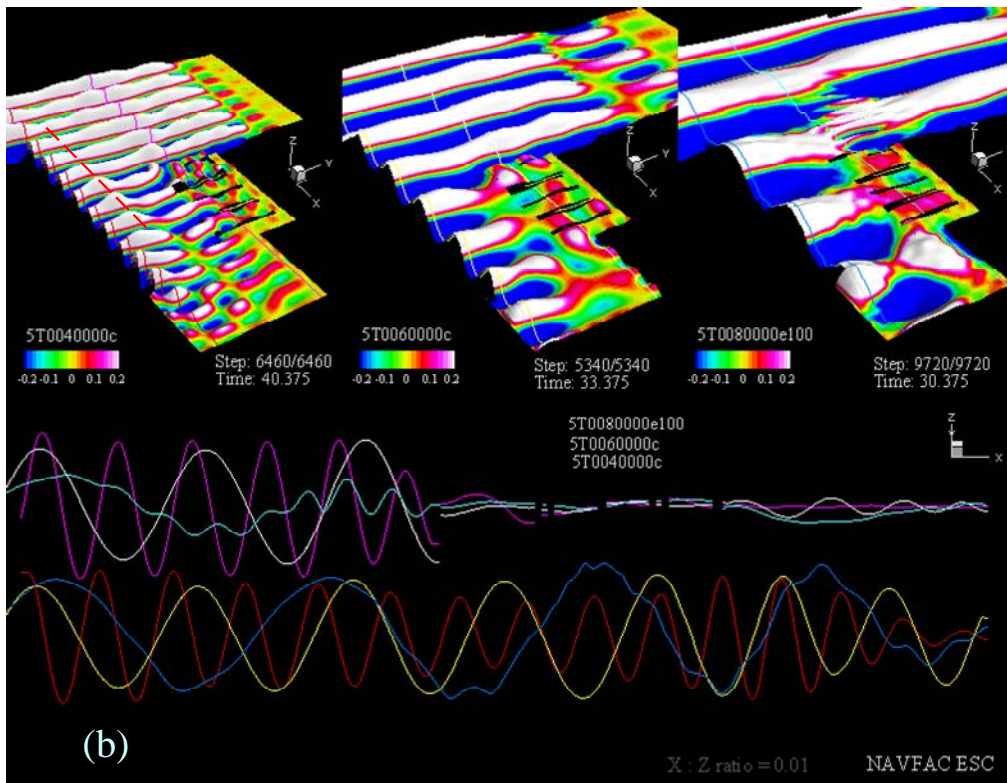 Z
Y
X
Z
Y
X
Z
Y
X
5T0040000c
-0.2 -0.1 0 0.1 0.2
Step: 6460/6460
Time: 40.375
5T0060000c
-0.2 -0.1 0 0.1 0.2
Step: 5340/5340
Time: 33.375
5T0080000e100
-0.2 -0.1 0 0.1 0.2
Step: 9720/9720
Time: 30.375
5T0080000e100
5T0060000c
5T0040000c
Z
X
(b)
X : Z ratio = 0.01
NAVFAC ESC